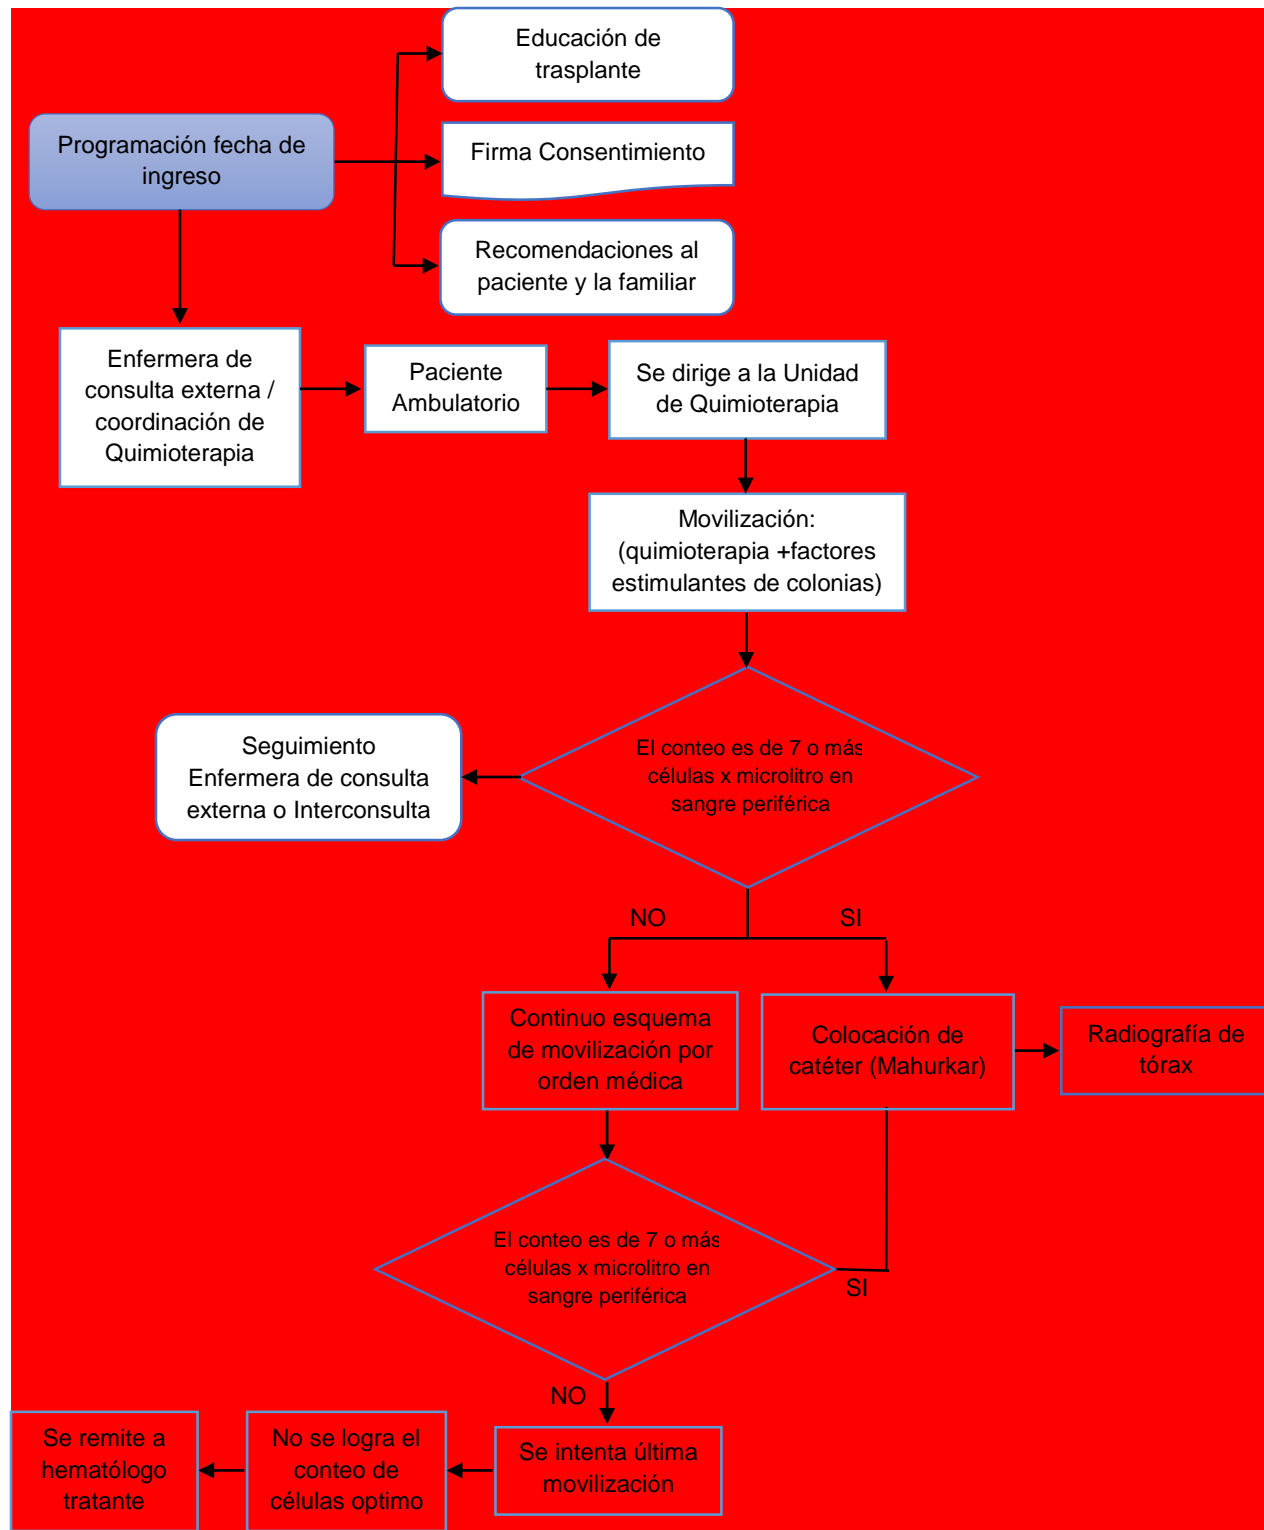 Educación de
trasplante
Programación fecha de
ingreso
Firma Consentimiento
Recomendaciones al
paciente y la familiar
Enfermera de
consulta externa /
coordinación de
Quimioterapia
Paciente
Ambulatorio
Se dirige a la Unidad
de Quimioterapia
Movilización:
(quimioterapia +factores
estimulantes de colonias)
El conteo es de 7 o más
células x microlitro en
sangre periférica
Seguimiento
Enfermera de consulta
externa o Interconsulta
NO
SI
Continuo esquema
de movilización por
orden médica
Colocación de
catéter (Mahurkar)
Radiografía de
tórax
El conteo es de 7 o más
células x microlitro en
sangre periférica
SI
NO
Se remite a
hematólogo
tratante
No se logra el
conteo de
células optimo
Se intenta última
movilización